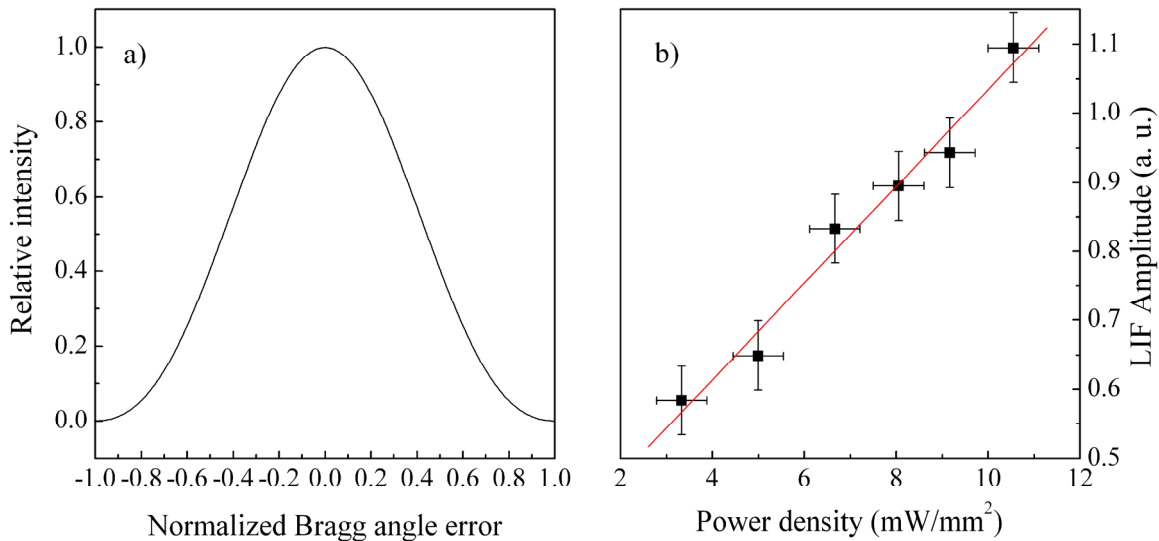 a)
1.0
0.8
0.6
0.4
0.2
0.0
Relative intensity
-1.0 -0.8 -0.6 -0.4 -0.2 0.0 0.2 0.4 0.6 0.8 1.0
Normalized Bragg angle error
b)
1.1
1.0
0.9
0.8
0.7
0.6
0.5
LIF Amplitude (a. u.)
2 4 6 8 10 12
Power density (mW/mm²)